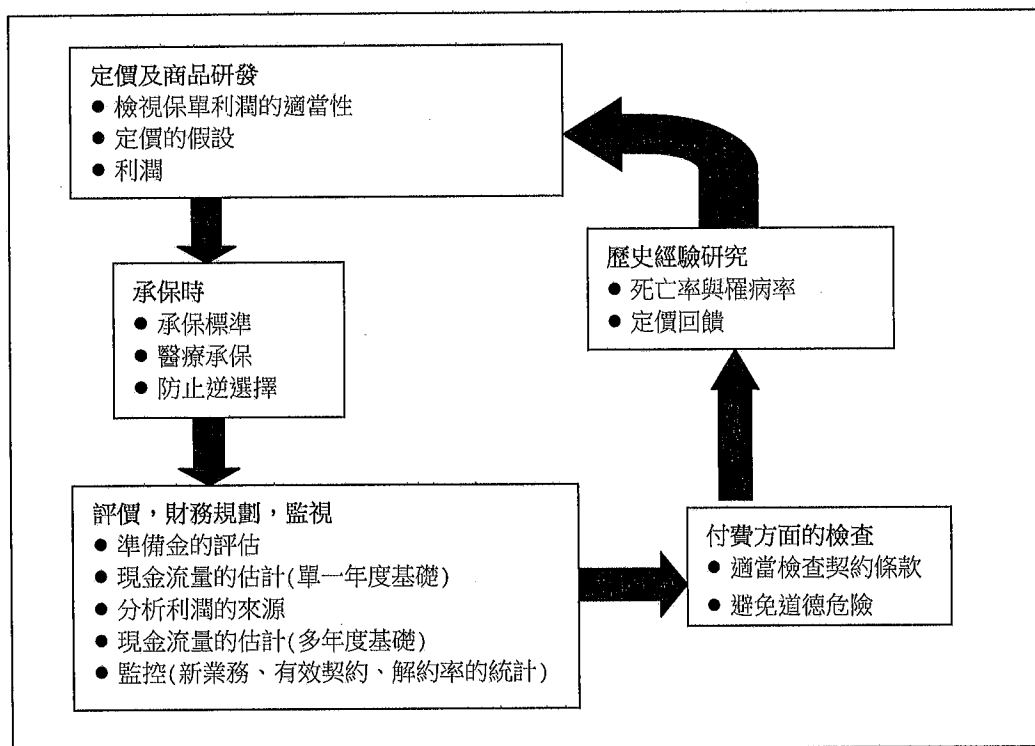 定價及商品研發
● 檢視保單利潤的適當性
● 定價的假設
● 利潤
承保時
● 承保標準
● 醫療承保
● 防止逆選擇
評價，財務規劃，監視
● 準備金的評估
● 現金流量的估計(單一年度基礎)
● 分析利潤的來源
● 現金流量的估計(多年度基礎)
● 監控(新業務、有效契約、解約率的統計)
付費方面的檢查
● 適當檢查契約條款
● 避免道德危險
歷史經驗研究
● 死亡率與罹病率
● 定價回饋